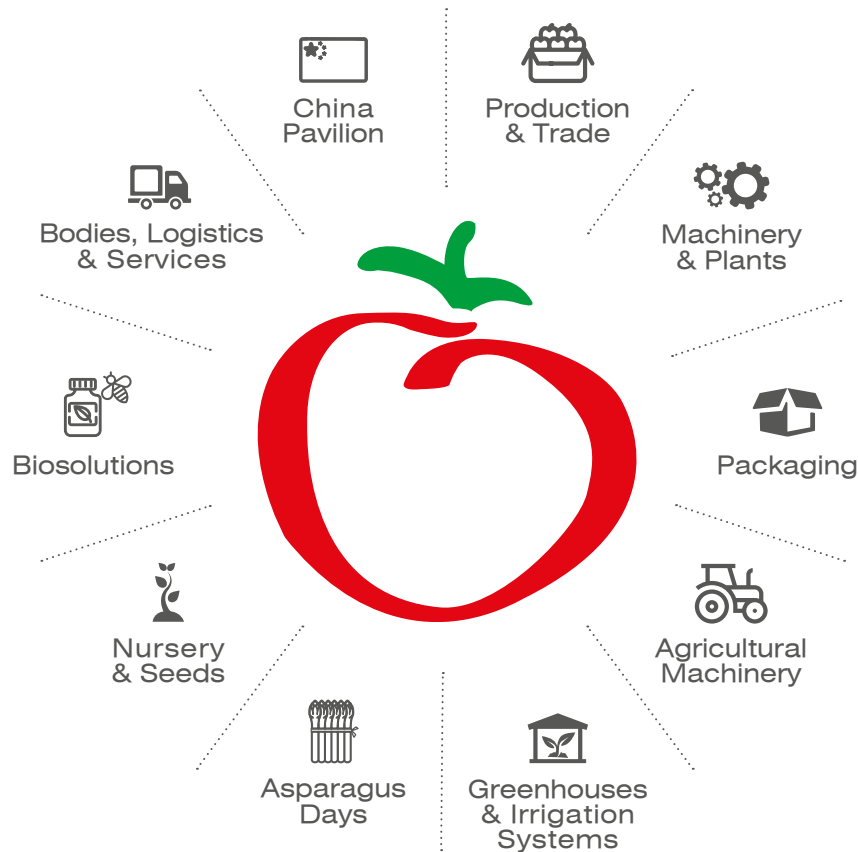 China
Pavilion
Production
& Trade
Bodies, Logistics
& Services
Machinery
& Plants
Biosolutions
Packaging
Nursery
& Seeds
Agricultural
Machinery
Asparagus
Days
Greenhouses
& Irrigation
Systems